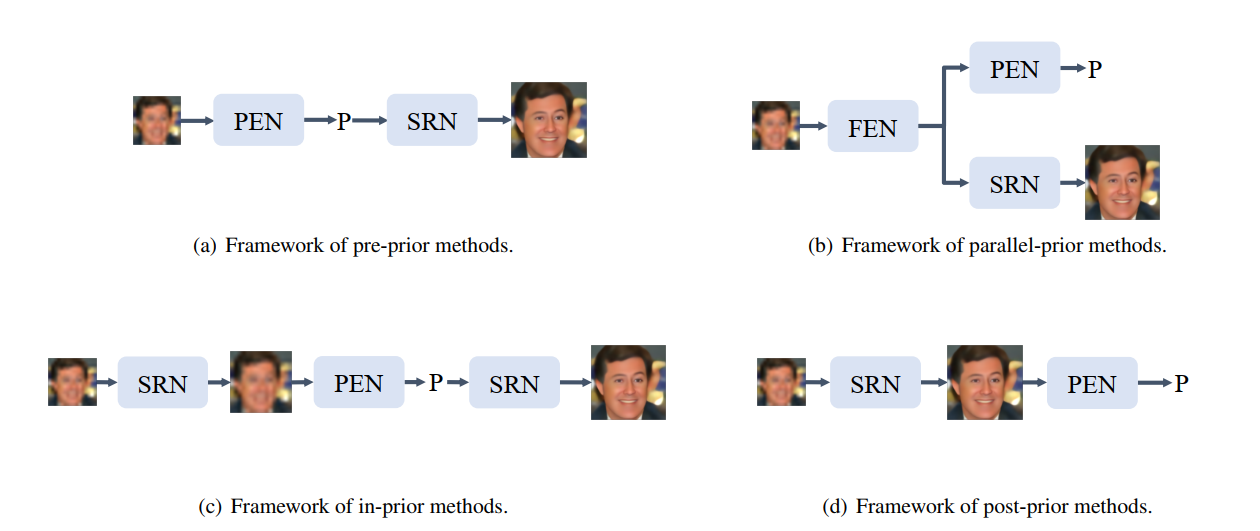 PEN
P
SRN
(a) Framework of pre-prior methods.
FEN
PEN
P
SRN
(b) Framework of parallel-prior methods.
SRN
PEN
P
SRN
(c) Framework of in-prior methods.
SRN
PEN
P
(d) Framework of post-prior methods.